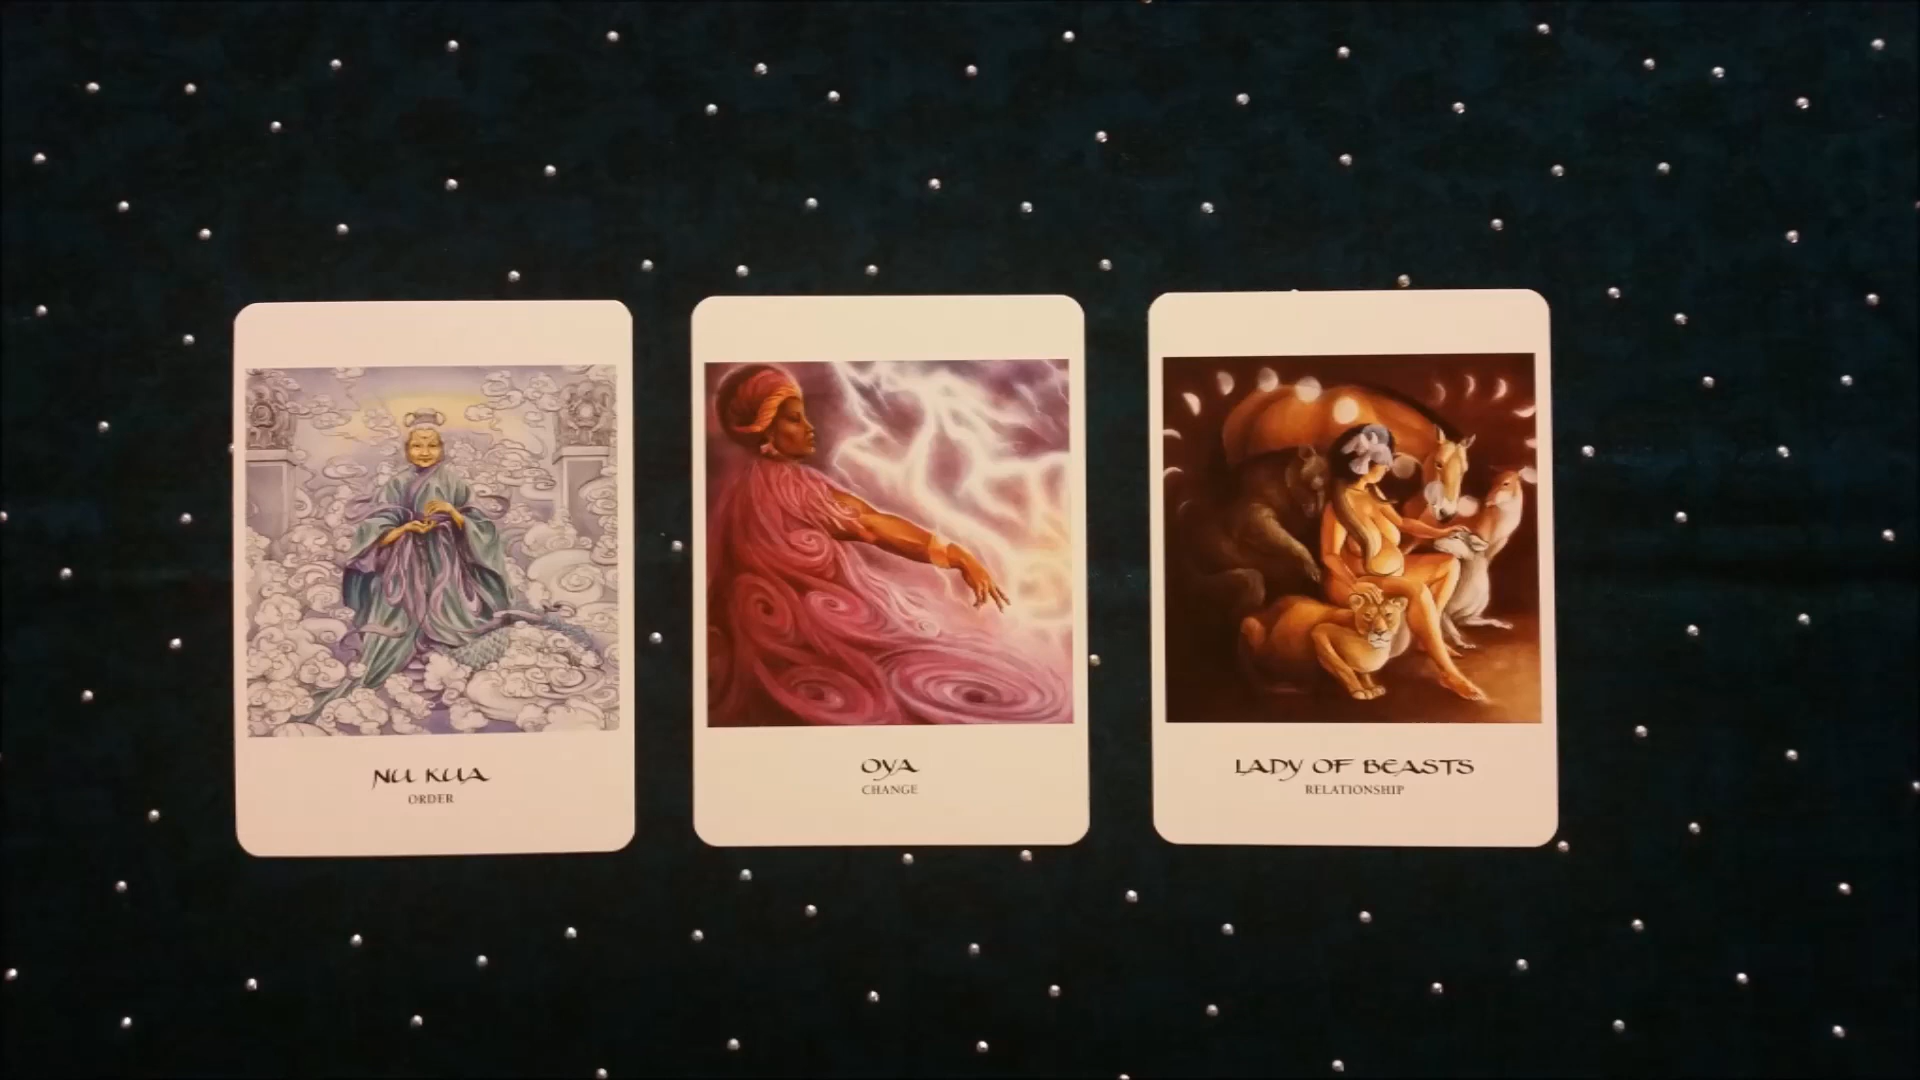 NU KUA
ORDER
OYA
CHANGE
LADY OF BEASTS
RELATIONSHIP